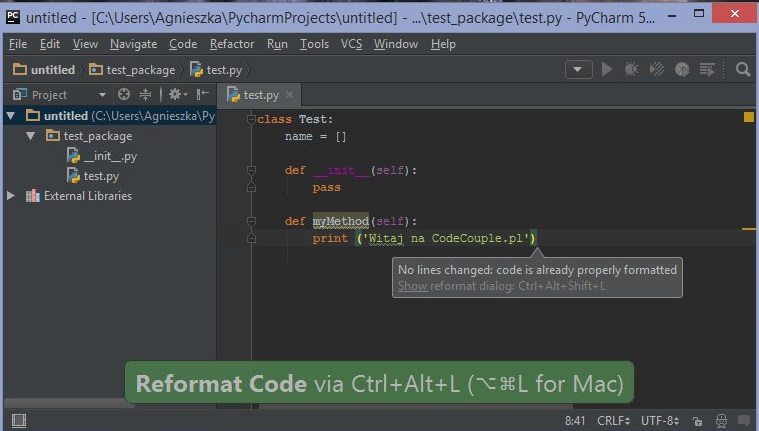 PC untitled - [C:\Users\Agnieszka\PycharmProjects\untitled] - ...\test_package\test.py - PyCharm 5...
File Edit View Navigate Code Refactor Run Tools VCS Window Help
untitled test_package test.py
Project
test.py
untitled (C:\Users\Agnieszka\Py
test_package
__init__.py
test.py
External Libraries
class Test:
name = []
def __init__(self):
pass
def myMethod(self):
print ('Witaj na CodeCouple.pl')
No lines changed: code is already properly formatted
Show reformat dialog: Ctrl+Alt+Shift+L
Reformat Code via Ctrl+Alt+L (⌥⌘L for Mac)
8:41 CRLF UTF-8